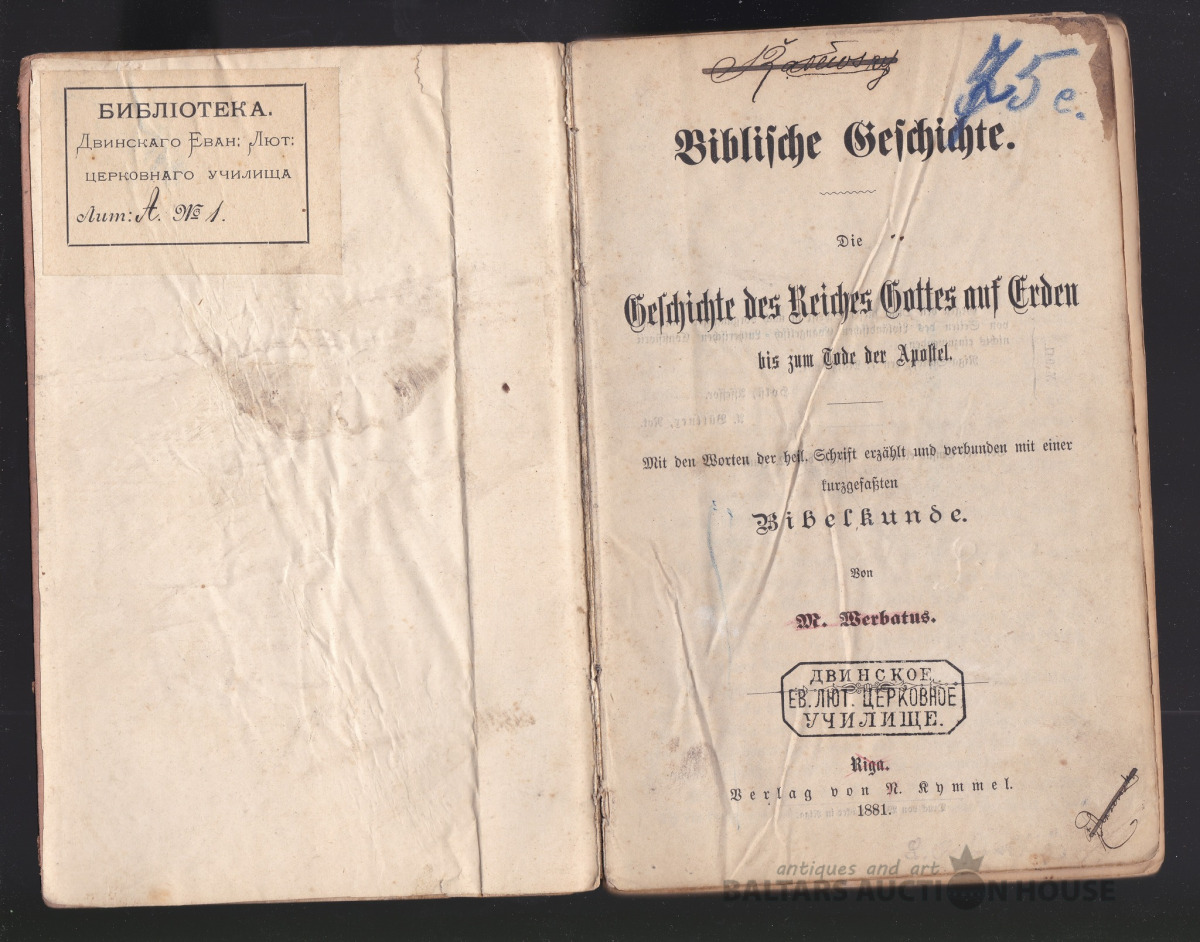 БИБЛІОТЕКА.
Двинскаго Еван: Лют:
церковнаго училища
Лит: А. № 1.
75 c.
Biblische Geschichte.
Die
Geschichte des Reiches Gottes auf Erden
bis zum Tode der Apostel.
Mit den Worten der heil. Schrift erzählt und verbunden mit einer
kurzgefaßten
Bibelkunde.
Von
M. Werbatus.
ДВИНСКОЕ
ЕВ. ЛЮТ. ЦЕРКОВНОЕ
УЧИЛИЩЕ.
Riga.
Verlag von N. Kymmel.
1881.
antiques and art
BALTARS AUCTION HOUSE